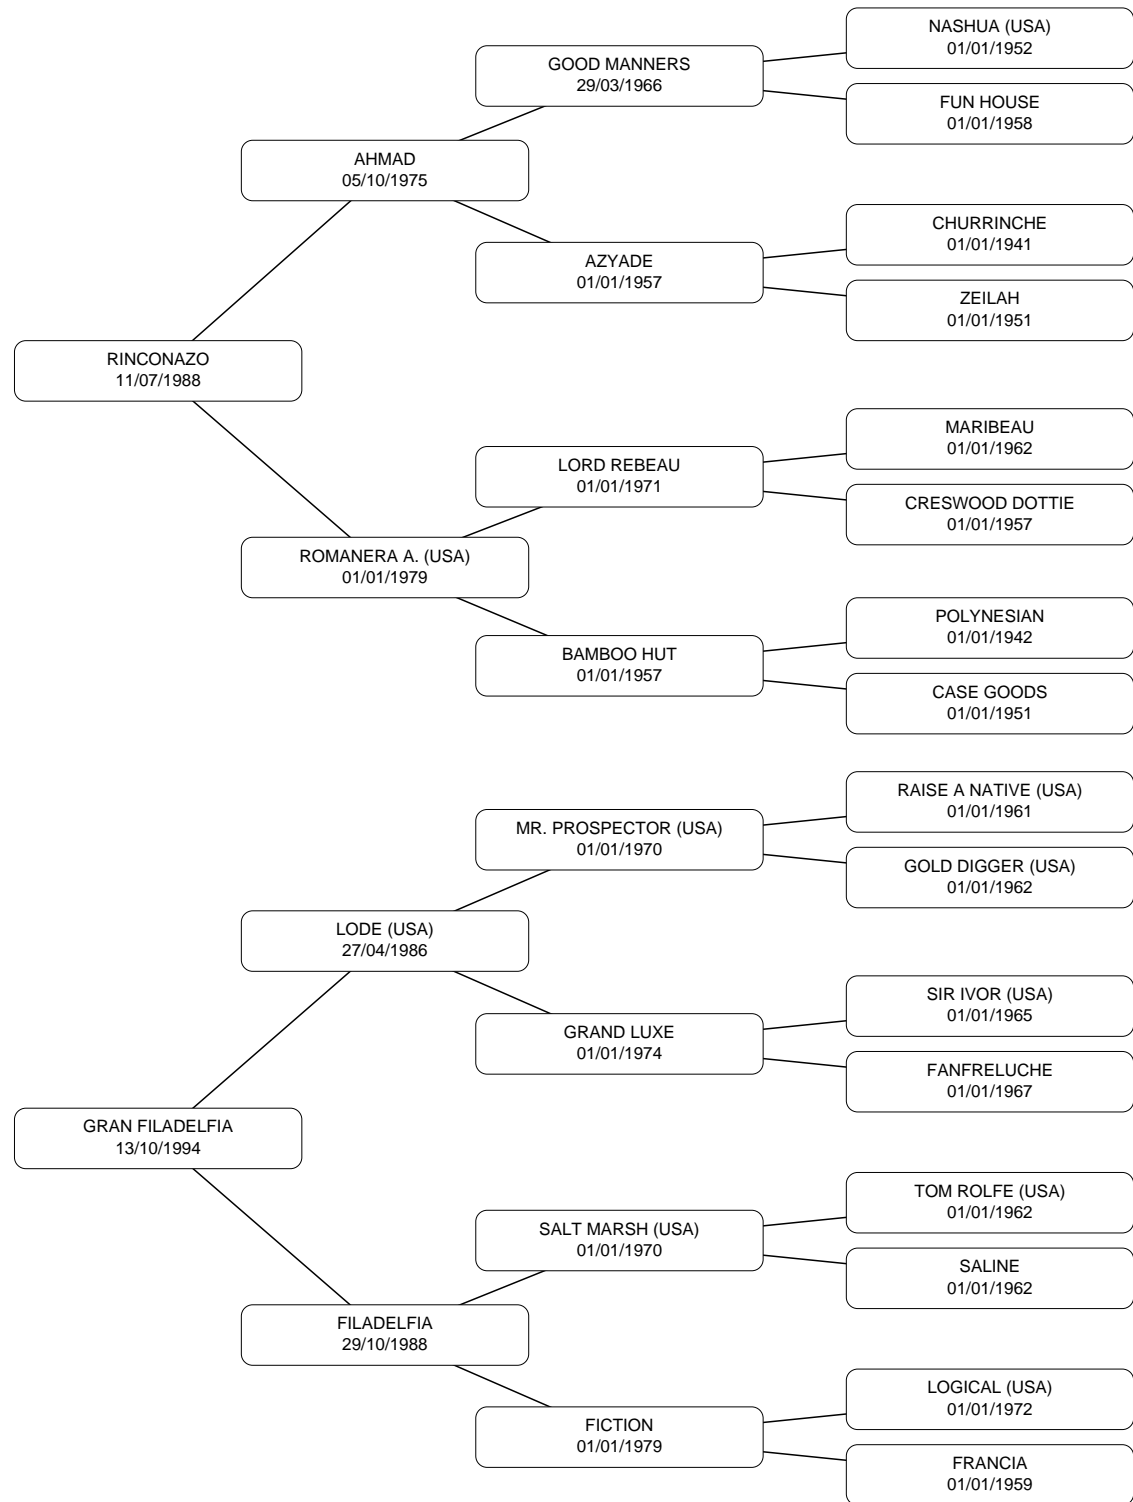 NASHUA (USA)
01/01/1952
GOOD MANNERS
29/03/1966
FUN HOUSE
01/01/1958
AHMAD
05/10/1975
CHURRINCHE
01/01/1941
AZYADE
01/01/1957
ZEILAH
01/01/1951
RINCONAZO
11/07/1988
MARIBEAU
01/01/1962
LORD REBEAU
01/01/1971
CRESWOOD DOTTIE
01/01/1957
ROMANERA A. (USA)
01/01/1979
POLYNESIAN
01/01/1942
BAMBOO HUT
01/01/1957
CASE GOODS
01/01/1951
RAISE A NATIVE (USA)
01/01/1961
MR. PROSPECTOR (USA)
01/01/1970
GOLD DIGGER (USA)
01/01/1962
LODE (USA)
27/04/1986
SIR IVOR (USA)
01/01/1965
GRAND LUXE
01/01/1974
FANFRELUCHE
01/01/1967
GRAN FILADELFIA
13/10/1994
TOM ROLFE (USA)
01/01/1962
SALT MARSH (USA)
01/01/1970
SALINE
01/01/1962
FILADELFIA
29/10/1988
LOGICAL (USA)
01/01/1972
FICTION
01/01/1979
FRANCIA
01/01/1959